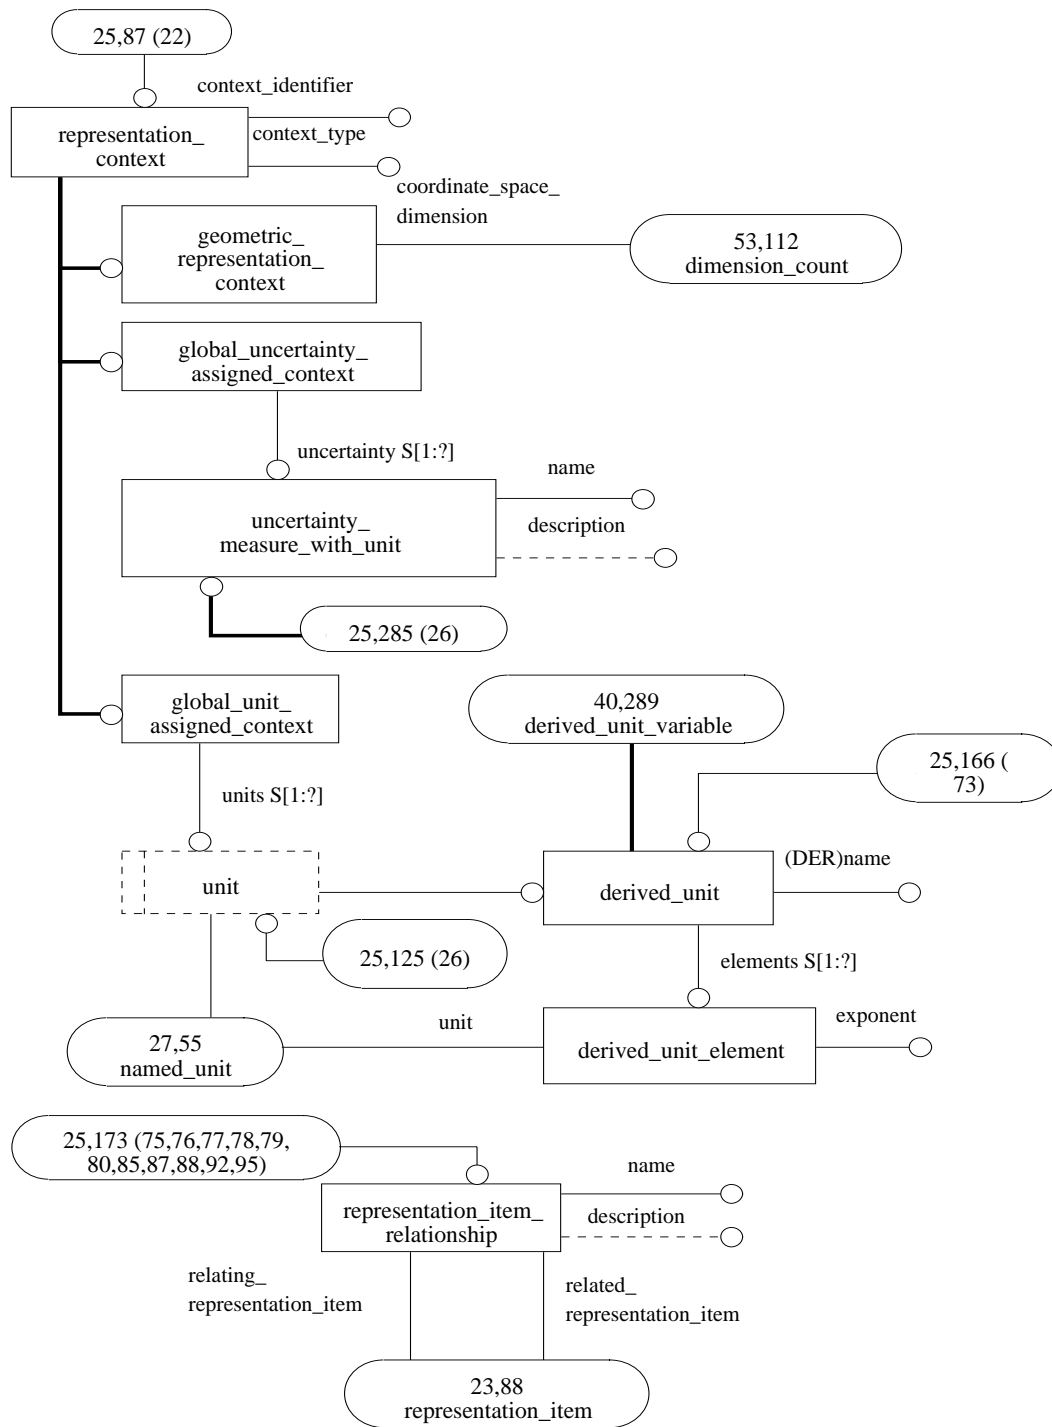 25,87 (22)
context_identifier
representation_
context
context_type
coordinate_space_
dimension
geometric_
representation_
context
53,112
dimension_count
global_uncertainty_
assigned_context
uncertainty S[1:?]
name
uncertainty_
measure_with_unit
description
25,285 (26)
global_unit_
assigned_context
40,289
derived_unit_variable
25,166 (
73)
units S[1:?]
unit
derived_unit
(DER)name
25,125 (26)
elements S[1:?]
27,55
named_unit
unit
derived_unit_element
exponent
25,173 (75,76,77,78,79,
80,85,87,88,92,95)
name
representation_item_
relationship
description
relating_
representation_item
related_
representation_item
23,88
representation_item